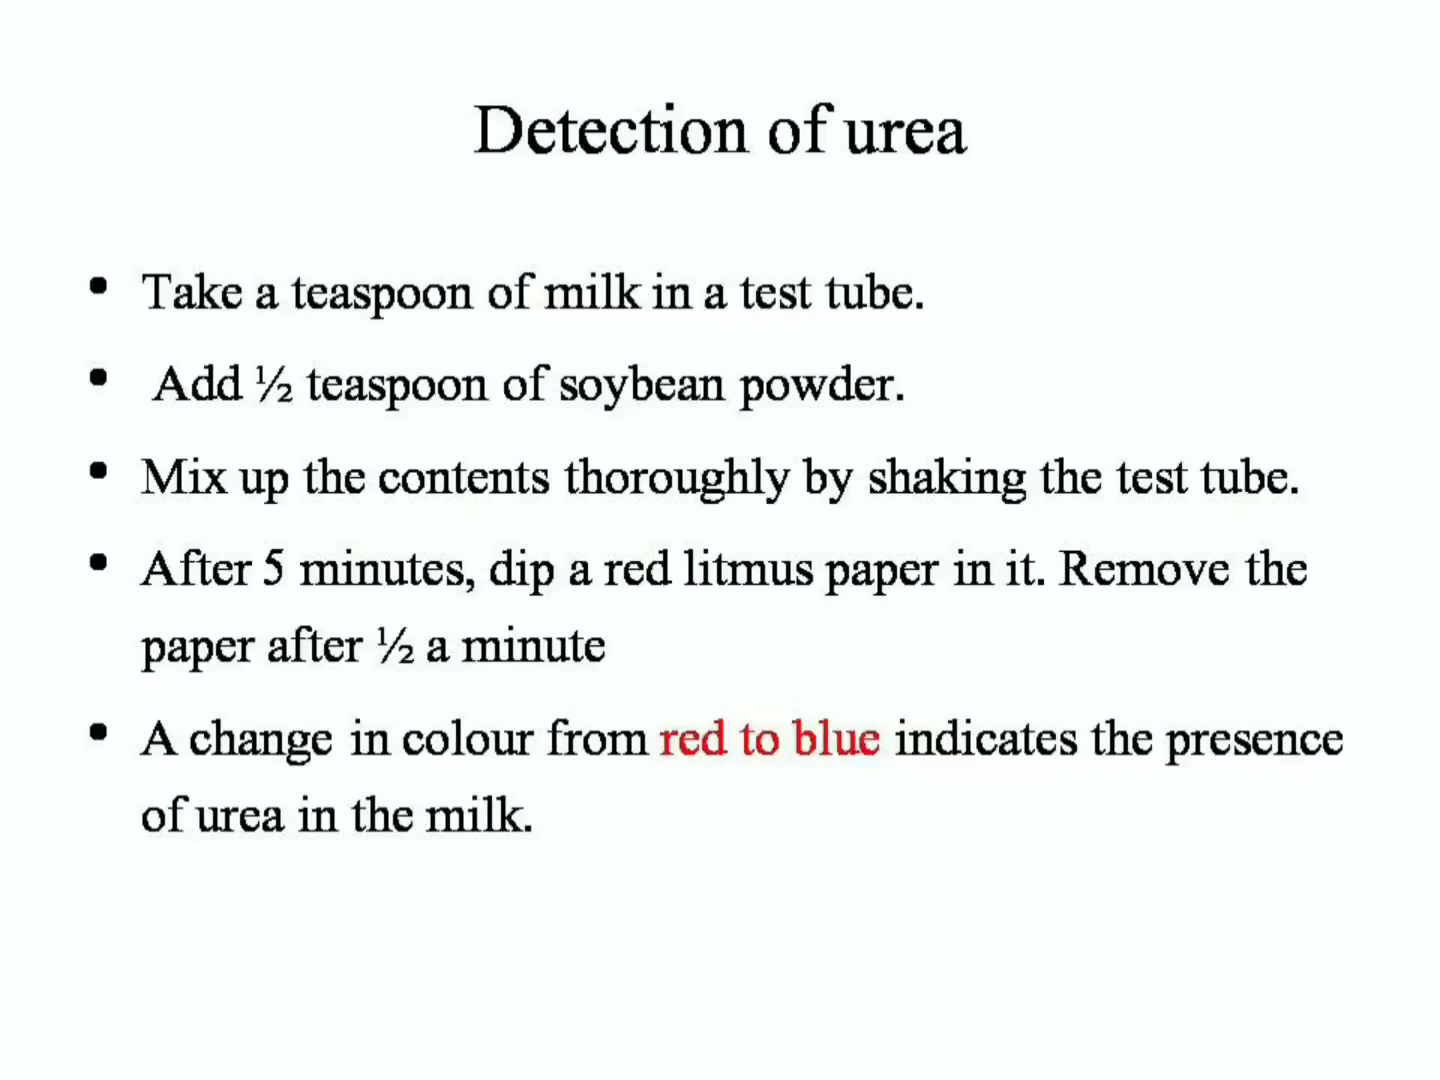 Detection of urea
• Take a teaspoon of milk in a test tube.
• Add ½ teaspoon of soybean powder.
• Mix up the contents thoroughly by shaking the test tube.
• After 5 minutes, dip a red litmus paper in it. Remove the
paper after ½ a minute
• A change in colour from red to blue indicates the presence
of urea in the milk.